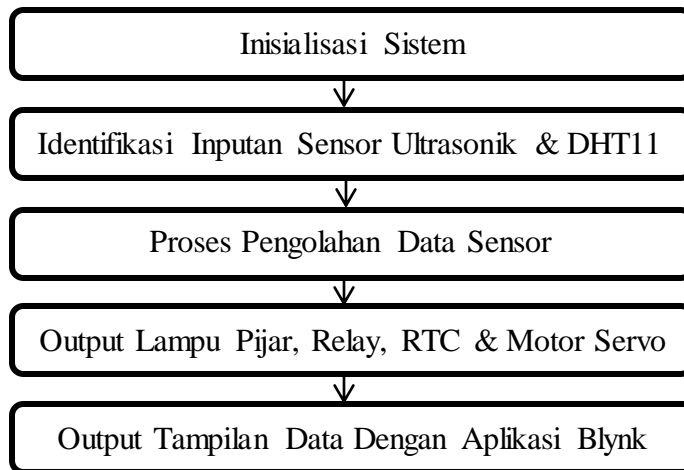 Inisialisasi Sistem
Identifikasi Inputan Sensor Ultrasonik & DHT11
Proses Pengolahan Data Sensor
Output Lampu Pijar, Relay, RTC & Motor Servo
Output Tampilan Data Dengan Aplikasi Blynk